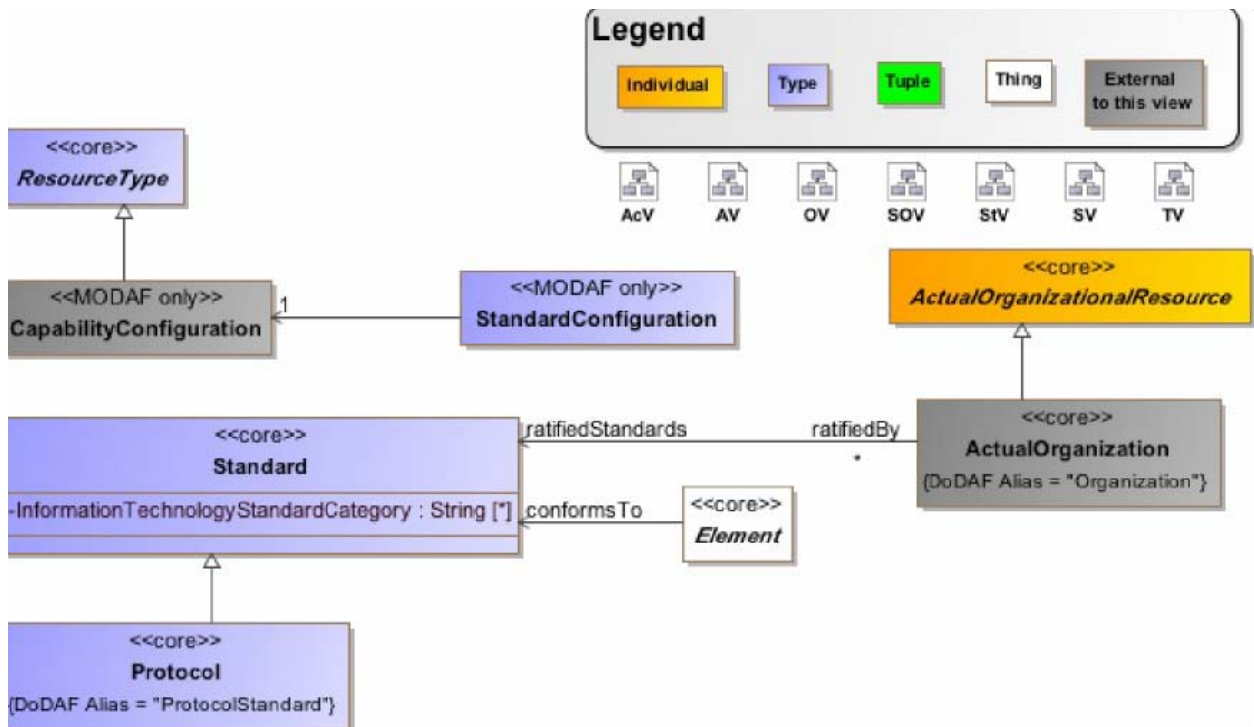 Legend
Individual
Type
Tuple
Thing
External
to this view
AcV
AV
OV
SOV
StV
SV
TV
<<core>>
ResourceType
<<MODAF only>>
CapabilityConfiguration
1
<<MODAF only>>
StandardConfiguration
<<core>>
ActualOrganizationalResource
<<core>>
Standard
-InformationTechnologyStandardCategory : String [*]
ratifiedStandards
ratifiedBy
*
<<core>>
ActualOrganization
{DoDAF Alias = "Organization"}
conformsTo
<<core>>
Element
<<core>>
Protocol
{DoDAF Alias = "ProtocolStandard"}